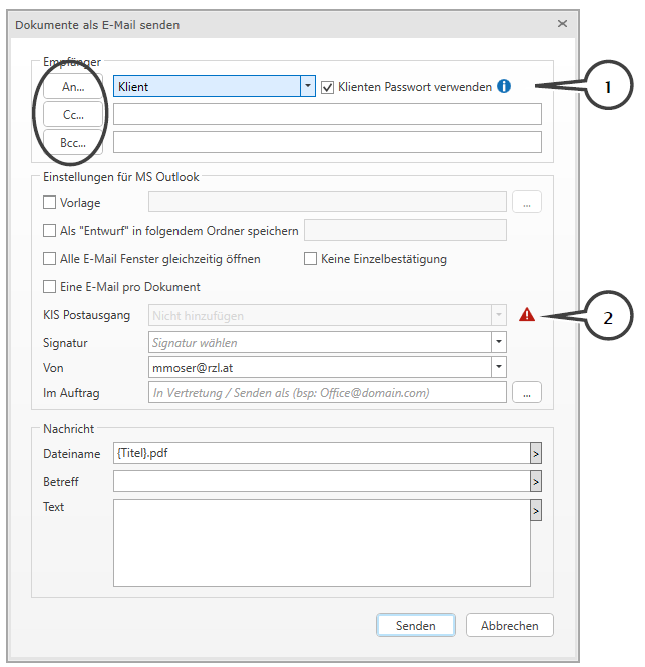 Dokumente als E-Mail senden
Empfänger
An... Klient Klienten Passwort verwenden 1
Cc...
Bcc...
Einstellungen für MS Outlook
Vorlage ...
Als "Entwurf" in folgendem Ordner speichern
Alle E-Mail Fenster gleichzeitig öffnen Keine Einzelbestätigung
Eine E-Mail pro Dokument
KIS Postausgang Nicht hinzufügen 2
Signatur Signatur wählen
Von mmoser@rzl.at
Im Auftrag In Vertretung / Senden als (bsp: Office@domain.com) ...
Nachricht
Dateiname {Titel}.pdf >
Betreff >
Text >
Senden Abbrechen